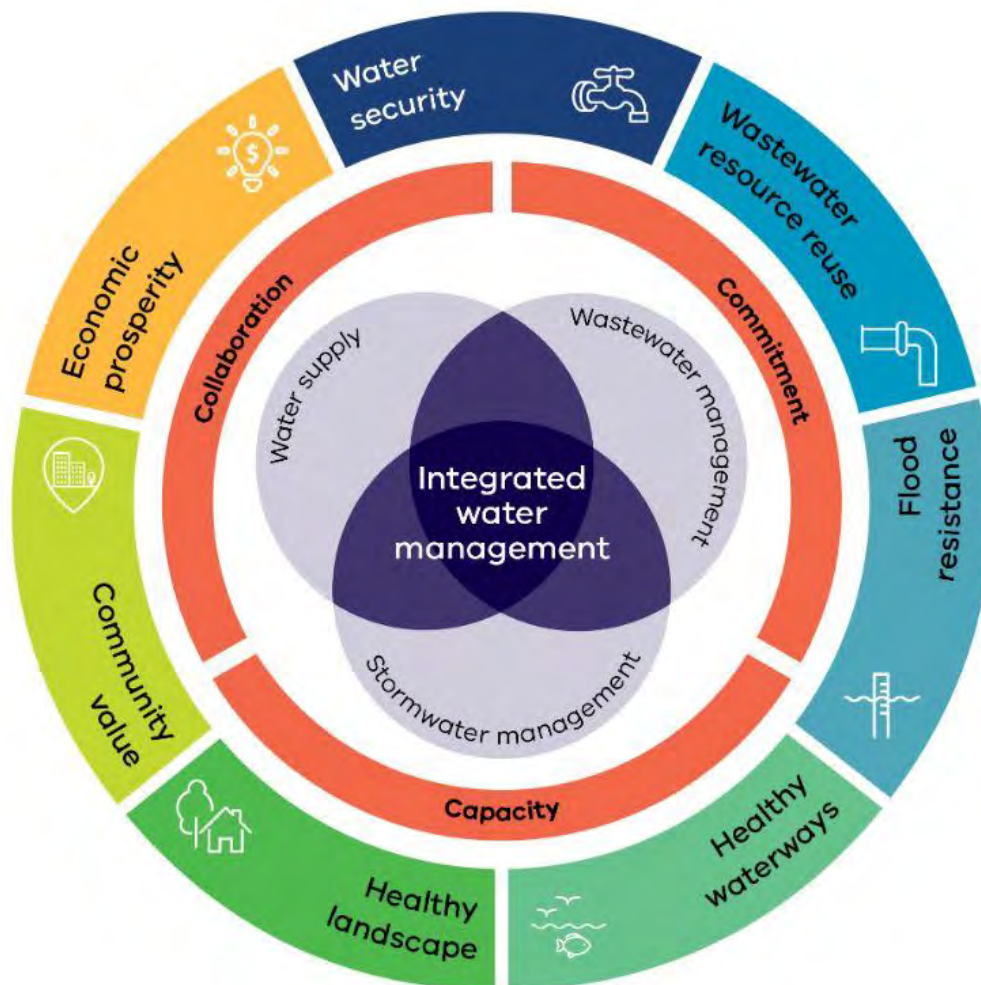 Water
security
Wastewater
resource reuse
Flood
resistance
Healthy
waterways
Healthy
landscape
Community
value
Economic
prosperity
$
Collaboration
Commitment
Capacity
Water supply
Wastewater management
Stormwater management
Integrated
water
management